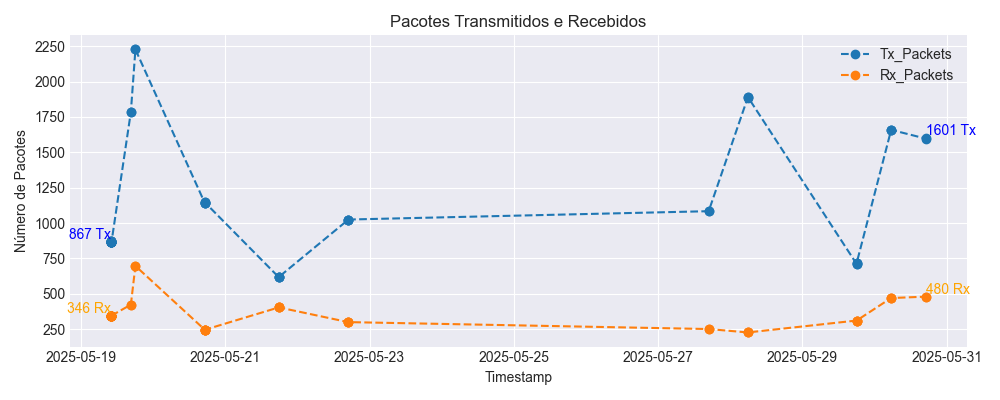 Pacotes Transmitidos e Recebidos
Número de Pacotes
2250
2000
1750
1500
1250
1000
750
500
250
Tx_Packets
Rx_Packets
867 Tx
346 Rx
1601 Tx
480 Rx
2025-05-19
2025-05-21
2025-05-23
2025-05-25
2025-05-27
2025-05-29
2025-05-31
Timestamp